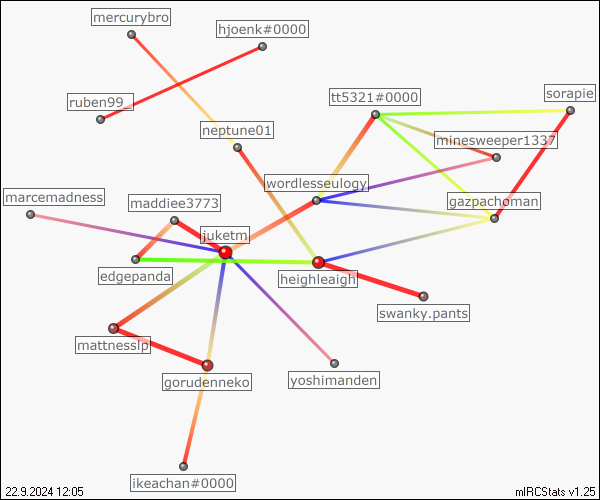 mercurybro
hjoenk#0000
ruben99_
tt5321#0000
sorapie
neptune01
minesweeper1337
marcemadness
maddiee3773
wordlesseulogy
gazpachoman
juketm
edgepanda
heighleaigh
swanky.pants
mattnesslp
gorudenneko
yoshimanden
ikeachan#0000
22.9.2024 12:05
mIRCStats v1.25